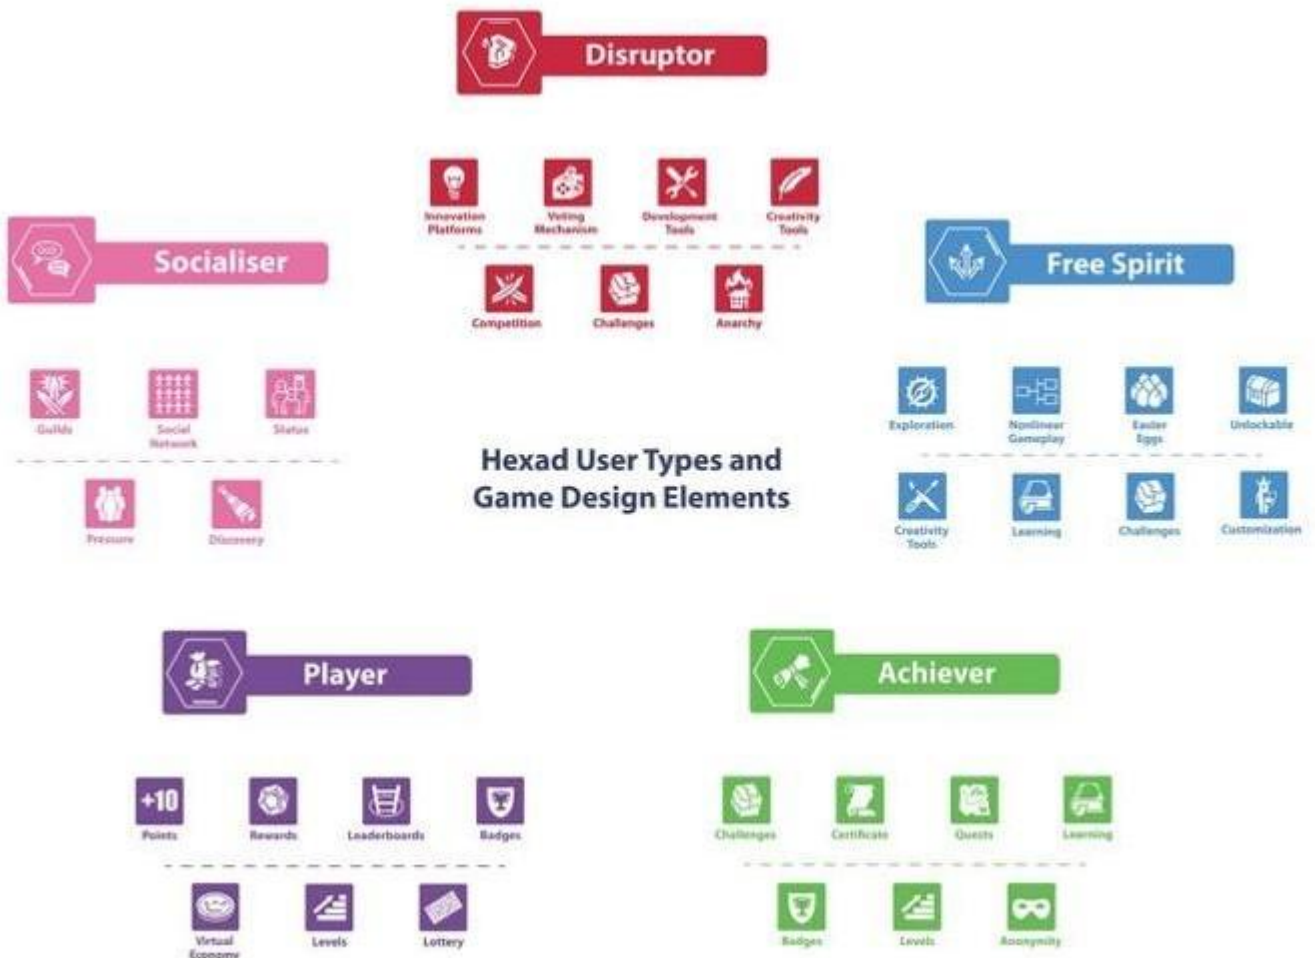 Disruptor
Innovation
Platforms
Voting
Mechanism
Development
Tools
Creativity
Tools
Competition
Challenges
Anarchy
Socialiser
Guilds
Social
Network
Status
Pressure
Discovery
Free Spirit
Exploration
Nonlinear
Gameplay
Easter
Eggs
Unlockable
Creativity
Tools
Learning
Challenges
Customization
Hexad User Types and
Game Design Elements
Player
+10
Points
Rewards
Leaderboards
Badges
Virtual
Economy
Levels
Lottery
Achiever
Challenges
Certificate
Quests
Learning
Badges
Levels
Anonymity